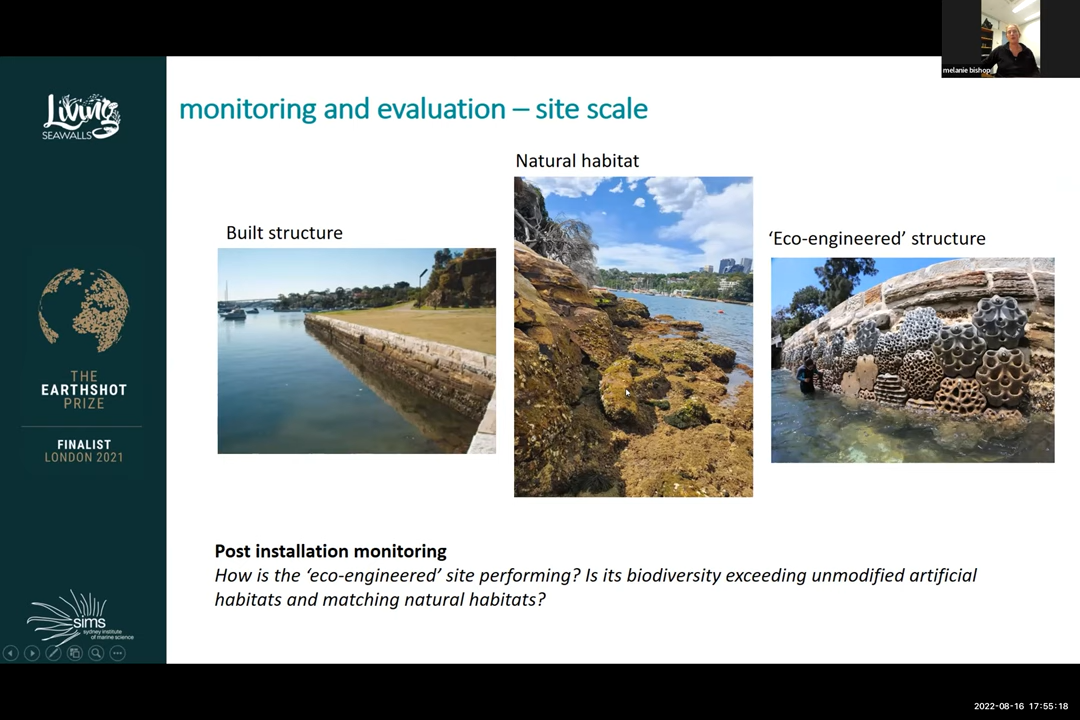 melanie bishop
Living
SEAWALLS
monitoring and evaluation – site scale
Natural habitat
Built structure
‘Eco-engineered’ structure
THE
EARTHSHOT
PRIZE
FINALIST
LONDON 2021
Post installation monitoring
How is the ‘eco-engineered’ site performing? Is its biodiversity exceeding unmodified artificial
habitats and matching natural habitats?
sims
sydney institute
of marine science
2022-08-16 17:55:18